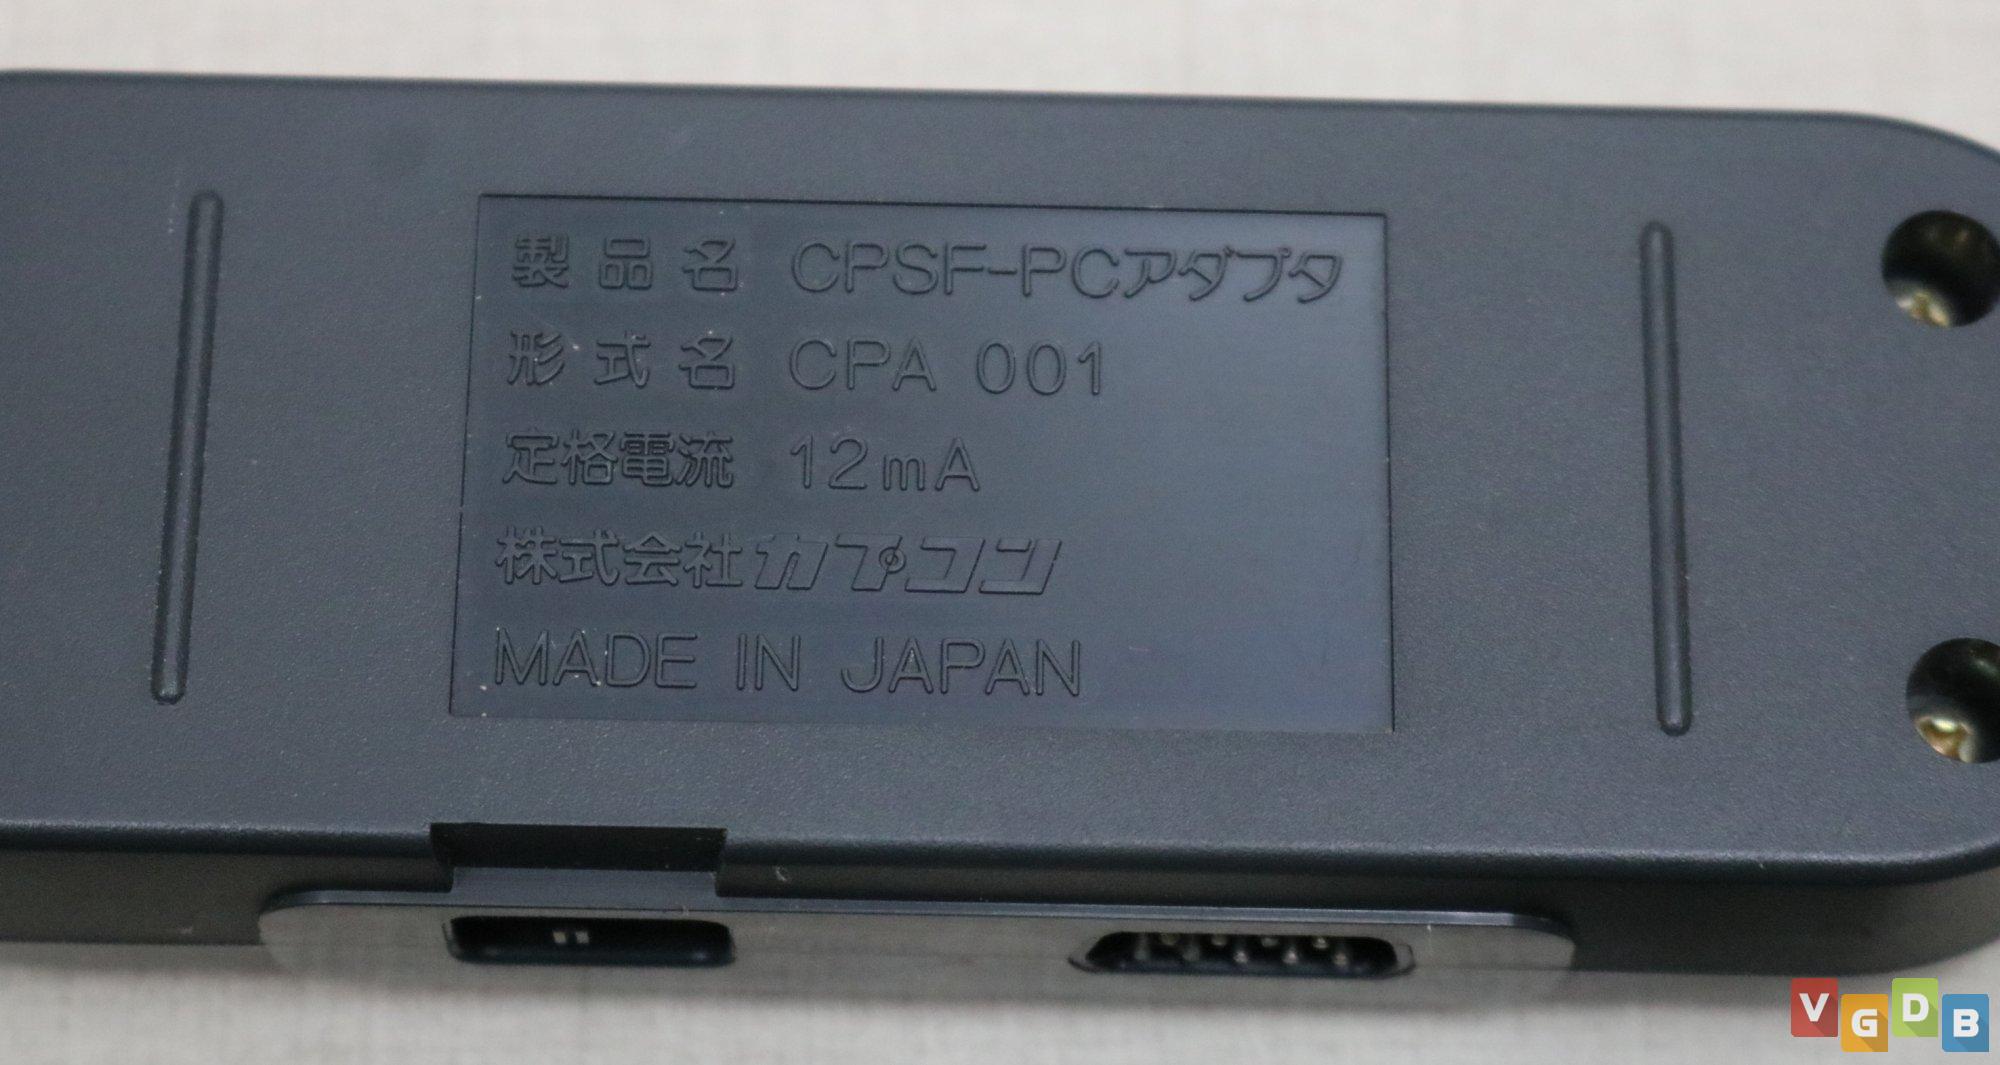 製品名 CPSF-PCアダプタ
形式名 CPA 001
定格電流 12mA
株式会社カプコン
MADE IN JAPAN
VGDB